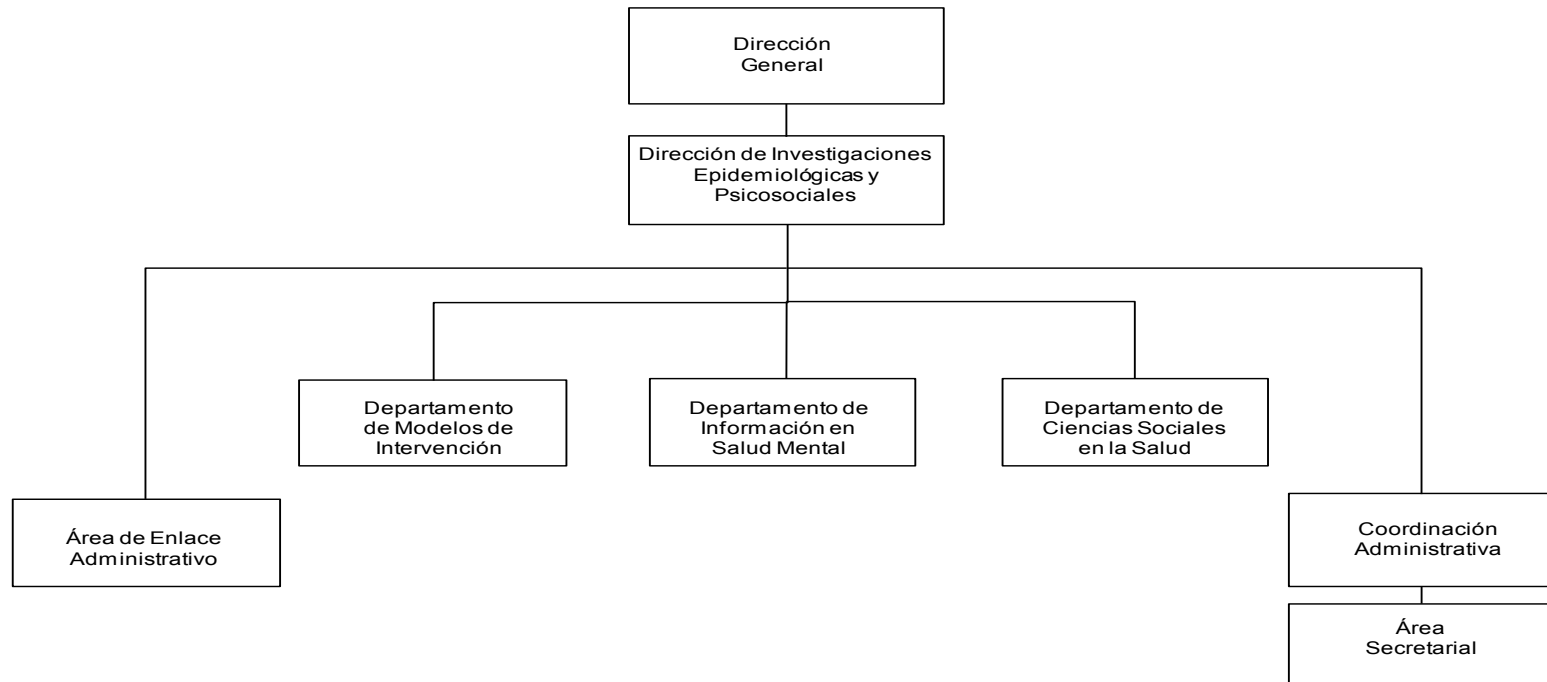 Dirección
General
Dirección de Investigaciones
Epidemiológicas y
Psicosociales
Departamento
de Modelos de
Intervención
Departamento de
Información en
Salud Mental
Departamento de
Ciencias Sociales
en la Salud
Área de Enlace
Administrativo
Coordinación
Administrativa
Área
Secretarial